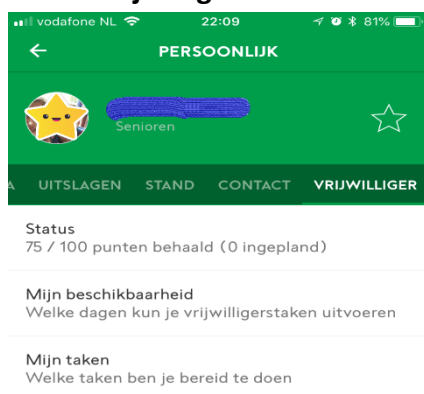 vodafone NL 22:09 81%
PERSOONLIJK
Senioren
A UITSLAGEN STAND CONTACT VRIJWILLIGER
Status
75 / 100 punten behaald (0 ingepland)
Mijn beschikbaarheid
Welke dagen kun je vrijwilligerstaken uitvoeren
Mijn taken
Welke taken ben je bereid te doen